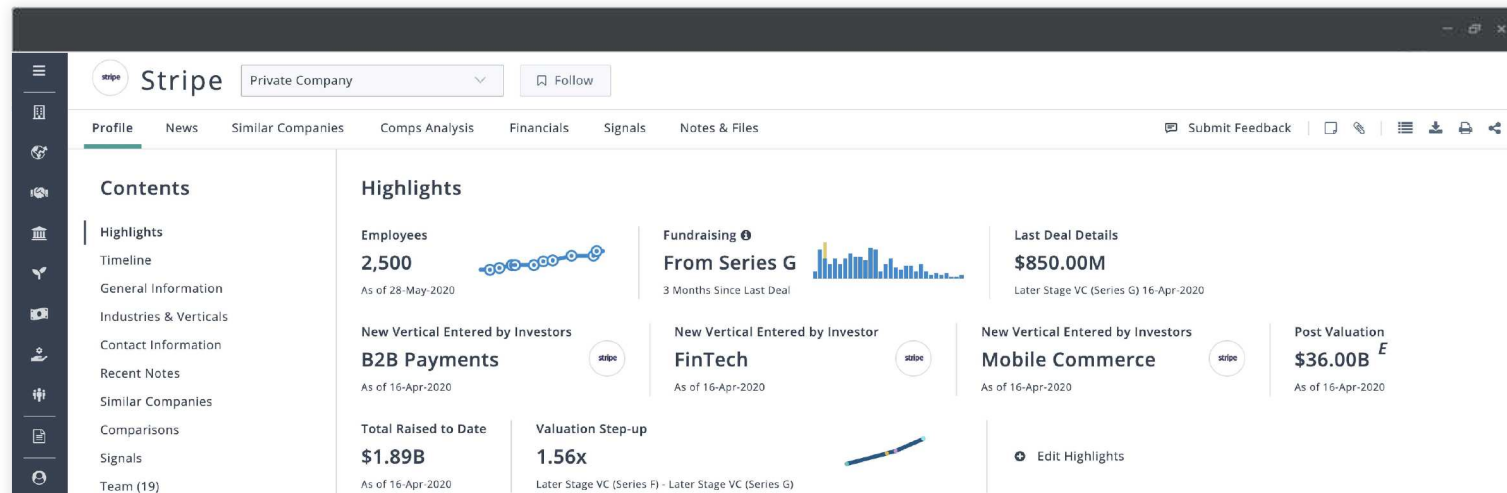 stripe
Stripe
Private Company
Follow
Profile
News
Similar Companies
Comps Analysis
Financials
Signals
Notes & Files
Submit Feedback
Contents
Highlights
Timeline
General Information
Industries & Verticals
Contact Information
Recent Notes
Similar Companies
Comparisons
Signals
Team (19)
Highlights
Employees
2,500
As of 28-May-2020
Fundraising
From Series G
3 Months Since Last Deal
Last Deal Details
$850.00M
Later Stage VC (Series G) 16-Apr-2020
New Vertical Entered by Investors
B2B Payments
As of 16-Apr-2020
stripe
New Vertical Entered by Investor
FinTech
As of 16-Apr-2020
stripe
New Vertical Entered by Investors
Mobile Commerce
As of 16-Apr-2020
stripe
Post Valuation
$36.00B E
As of 16-Apr-2020
Total Raised to Date
$1.89B
As of 16-Apr-2020
Valuation Step-up
1.56x
Later Stage VC (Series F) - Later Stage VC (Series G)
Edit Highlights